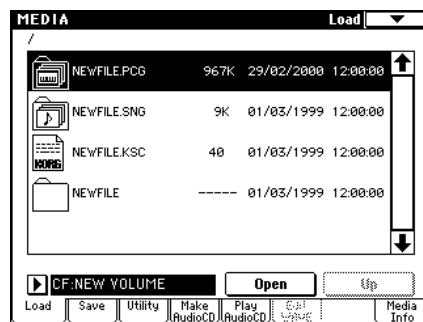 MEDIA Load
/
NEWFILE.PCG 967K 29/02/2000 12:00:00
NEWFILE.SNG 9K 01/03/1999 12:00:00
KORG NEWFILE.KSC 40 01/03/1999 12:00:00
NEWFILE ----- 01/03/1999 12:00:00
CF:NEW VOLUME Open Up
Load Save Utility Make AudioCD Play AudioCD Media Info